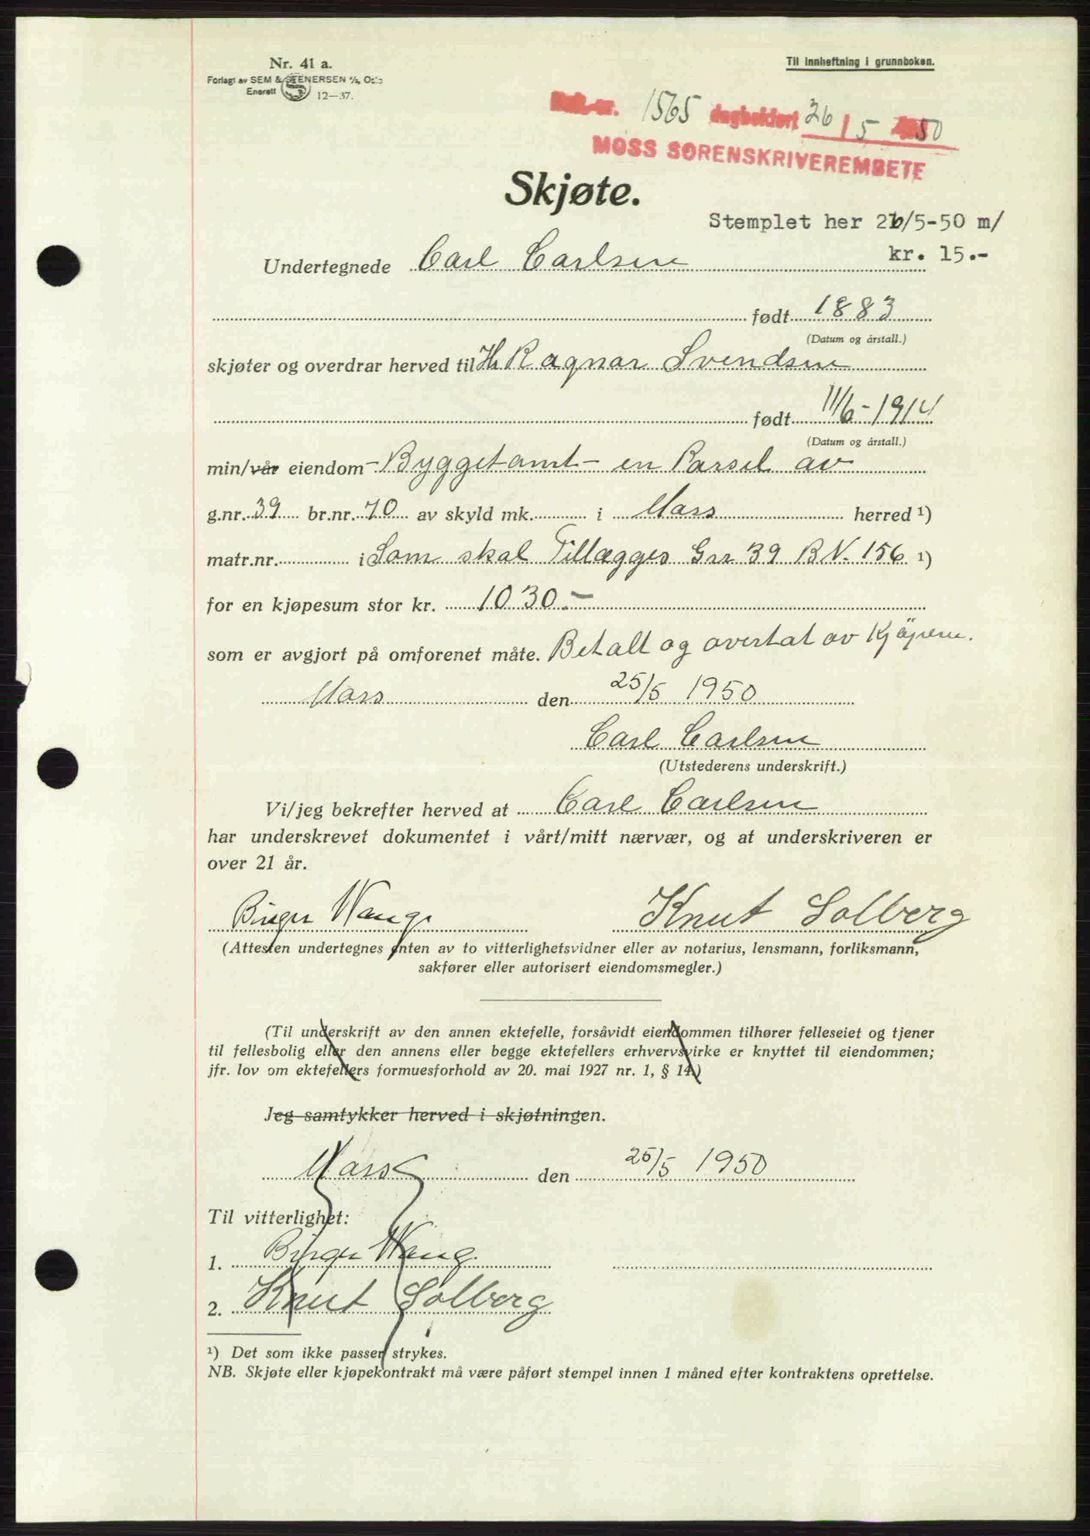 Nr. 41 a.
Forlagt av SEM & STENERSEN A/S, Oslo
Enerett 12-37.
Til innheftning i grunnboken.
Dok.nr. 1565 dagbokført 26/5 1950
MOSS SORENSKRIVEREMBETE
Skjøte.
Stemplet her 26/5-50 m/
kr. 15.-
Undertegnede Carl Carlsen
født 1883
(Datum og årstall.)
skjøter og overdrar herved til Hr Ragnar Svendsen
født 11/6-1914
(Datum og årstall.)
min/vår eiendom - Byggetomt - en Parsel av
g.nr. 39 br.nr. 70 av skyld mk. i Moss herred ¹)
matr.nr. i Som skal Tillægges Gnr 39 B.N. 156 ¹)
for en kjøpesum stor kr. 1030.-
som er avgjort på omforenet måte. Betalt og overtat av Kjöperen.
Moss den 25/5 1950
Carl Carlsen
(Utstederens underskrift.)
Vi/jeg bekrefter herved at Carl Carlsen
har underskrevet dokumentet i vårt/mitt nærvær, og at underskriveren er
over 21 år.
Birger Wang Knut Solberg
(Attesten undertegnes enten av to vitterlighetsvidner eller av notarius, lensmann, forliksmann,
sakfører eller autorisert eiendomsmegler.)
(Til underskrift av den annen ektefelle, forsåvidt eiendommen tilhører felleseiet og tjener
til fellesbolig eller den annens eller begge ektefellers erhvervsvirke er knyttet til eiendommen;
jfr. lov om ektefellers formuesforhold av 20. mai 1927 nr. 1, § 14.)
Jeg samtykker herved i skjøtningen.
Moss den 25/5 1950
Til vitterlighet:
1. Birger Wang.
2. Knut Solberg
¹) Det som ikke passer strykes.
NB. Skjøte eller kjøpekontrakt må være påført stempel innen 1 måned efter kontraktens oprettelse.